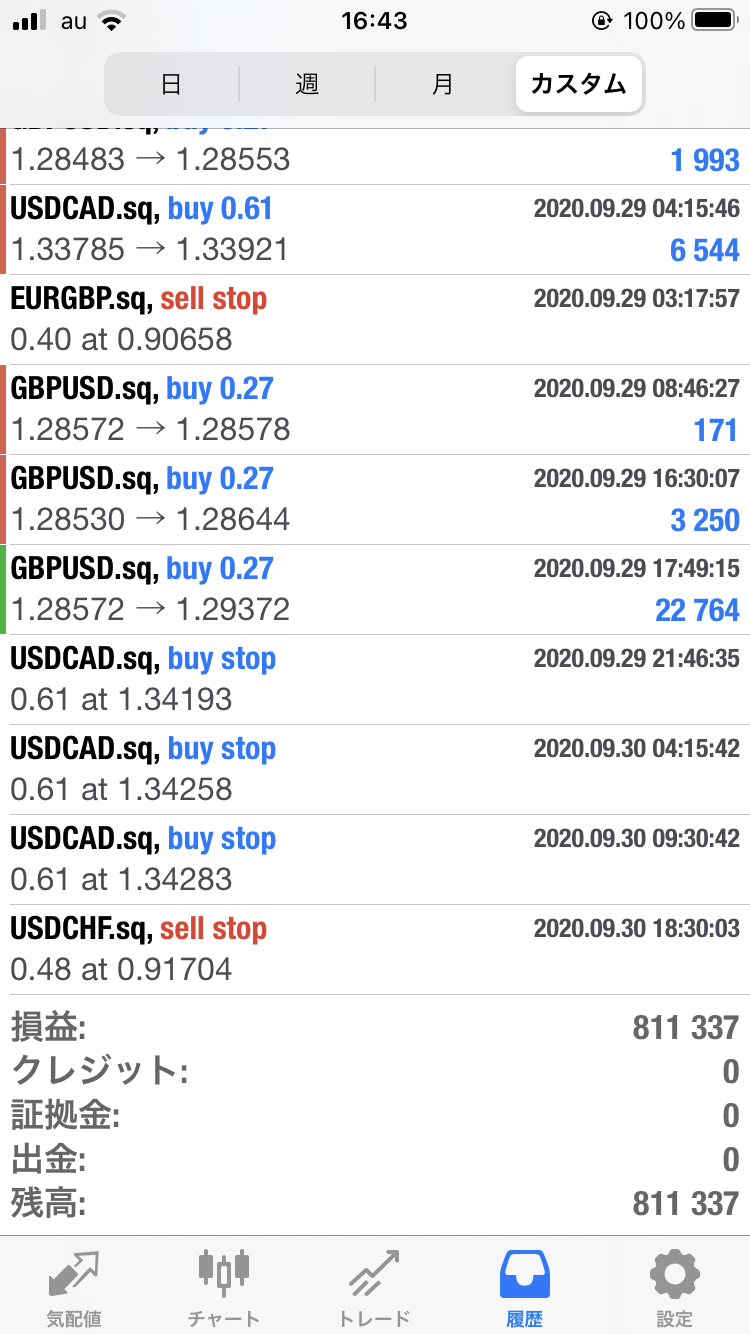 au 16:43 100%
日 週 月 カスタム
GBPUSD.sq, buy 0.27
1.28483 → 1.28553 1 993
USDCAD.sq, buy 0.61 2020.09.29 04:15:46
1.33785 → 1.33921 6 544
EURGBP.sq, sell stop 2020.09.29 03:17:57
0.40 at 0.90658
GBPUSD.sq, buy 0.27 2020.09.29 08:46:27
1.28572 → 1.28578 171
GBPUSD.sq, buy 0.27 2020.09.29 16:30:07
1.28530 → 1.28644 3 250
GBPUSD.sq, buy 0.27 2020.09.29 17:49:15
1.28572 → 1.29372 22 764
USDCAD.sq, buy stop 2020.09.29 21:46:35
0.61 at 1.34193
USDCAD.sq, buy stop 2020.09.30 04:15:42
0.61 at 1.34258
USDCAD.sq, buy stop 2020.09.30 09:30:42
0.61 at 1.34283
USDCHF.sq, sell stop 2020.09.30 18:30:03
0.48 at 0.91704
損益: 811 337
クレジット: 0
証拠金: 0
出金: 0
残高: 811 337
気配値 チャート トレード 履歴 設定